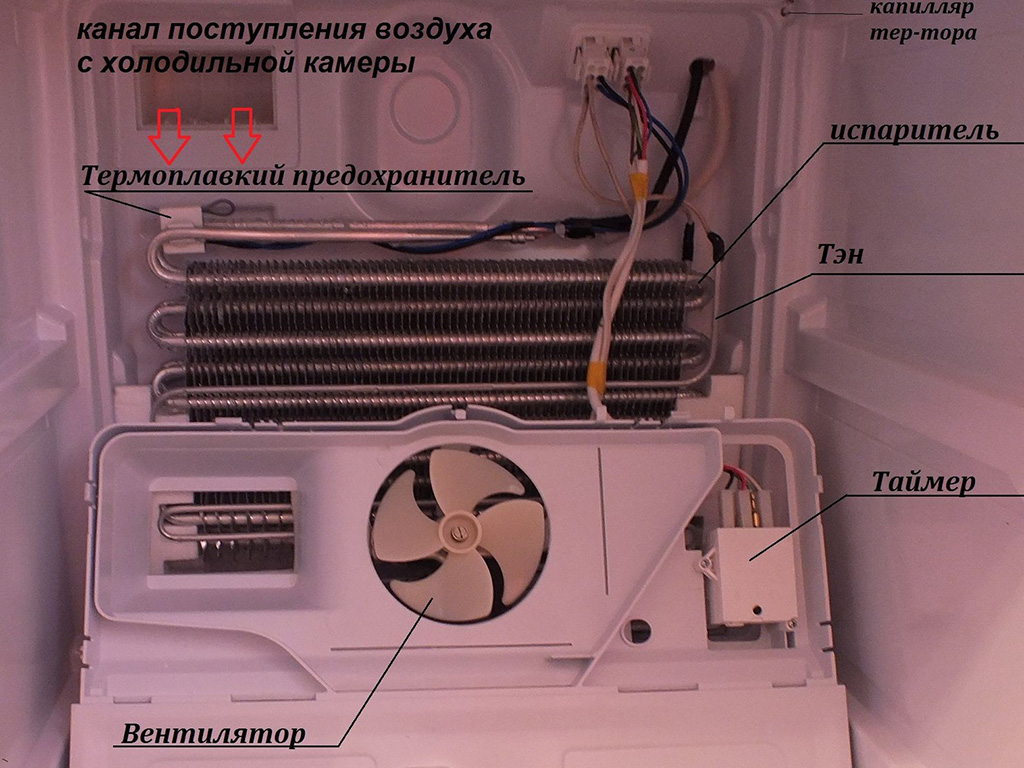 канал поступления воздуха
с холодильной камеры
капилляр
тер-тора
Термоплавкий предохранитель
испаритель
Тэн
Таймер
Вентилятор